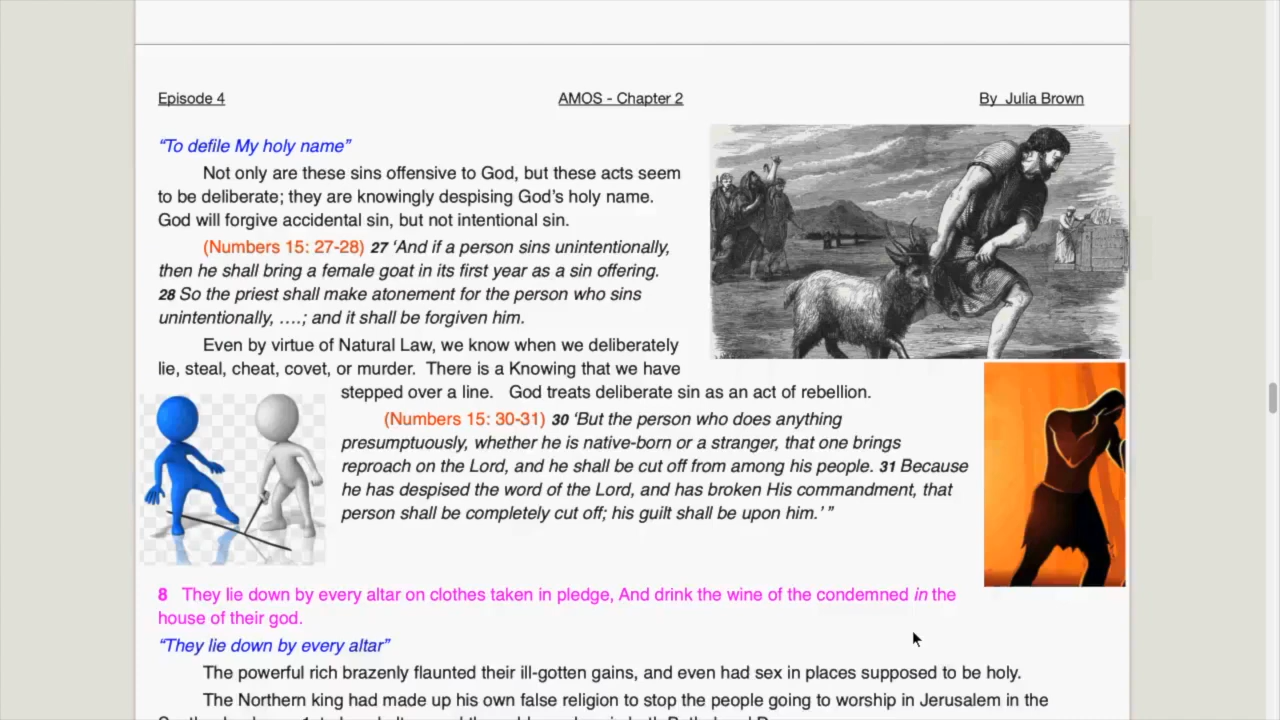 Episode 4
AMOS - Chapter 2
By Julia Brown
“To defile My holy name”
Not only are these sins offensive to God, but these acts seem
to be deliberate; they are knowingly despising God’s holy name.
God will forgive accidental sin, but not intentional sin.
(Numbers 15: 27-28) 27 ‘And if a person sins unintentionally,
then he shall bring a female goat in its first year as a sin offering.
28 So the priest shall make atonement for the person who sins
unintentionally, ….; and it shall be forgiven him.
Even by virtue of Natural Law, we know when we deliberately
lie, steal, cheat, covet, or murder. There is a Knowing that we have
stepped over a line. God treats deliberate sin as an act of rebellion.
(Numbers 15: 30-31) 30 ‘But the person who does anything
presumptuously, whether he is native-born or a stranger, that one brings
reproach on the Lord, and he shall be cut off from among his people. 31 Because
he has despised the word of the Lord, and has broken His commandment, that
person shall be completely cut off; his guilt shall be upon him.’ ”
8 They lie down by every altar on clothes taken in pledge, And drink the wine of the condemned in the
house of their god.
“They lie down by every altar”
The powerful rich brazenly flaunted their ill-gotten gains, and even had sex in places supposed to be holy.
The Northern king had made up his own false religion to stop the people going to worship in Jerusalem in the